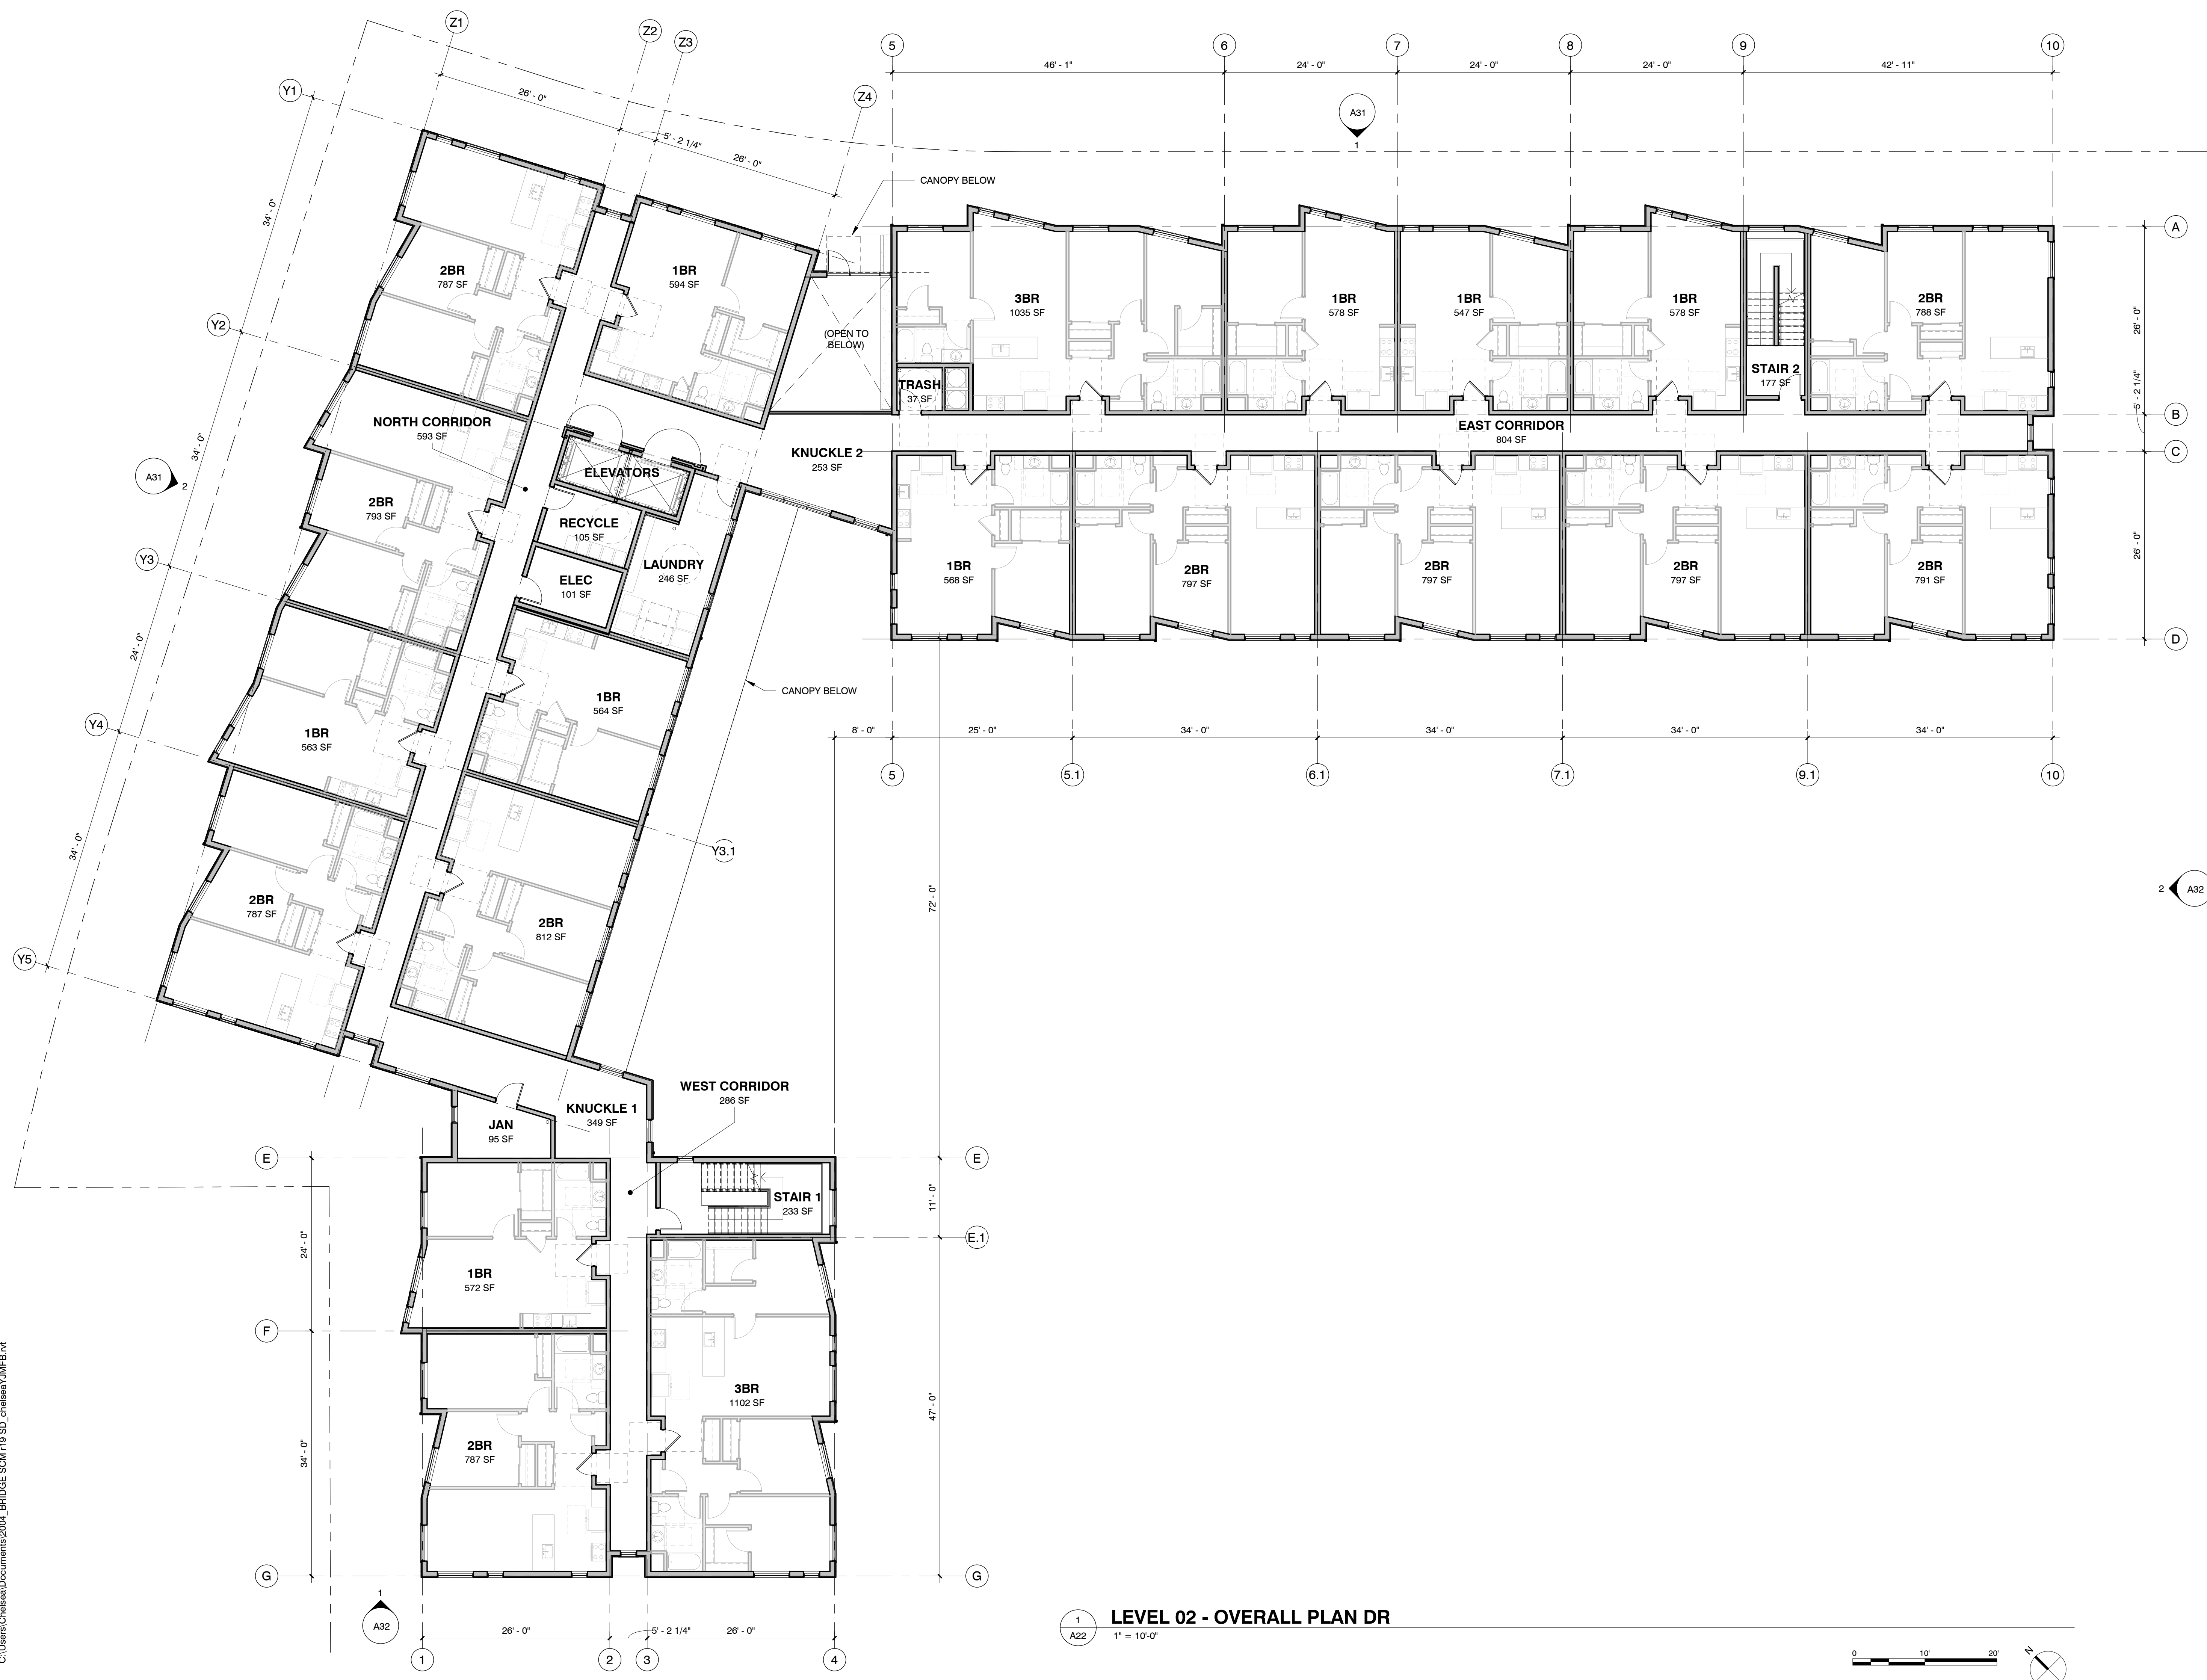 Z1
Z2
Z3
Z4
5
6
7
8
9
10
26' - 0"
5' - 2 1/4"
26' - 0"
46' - 1"
24' - 0"
24' - 0"
24' - 0"
42' - 11"
Y1
Y2
Y3
Y4
Y5
34' - 0"
34' - 0"
24' - 0"
34' - 0"
A31
1
A31
2
CANOPY BELOW
2BR
787 SF
1BR
594 SF
(OPEN TO
BELOW)
3BR
1035 SF
1BR
578 SF
1BR
547 SF
1BR
578 SF
STAIR 2
177 SF
2BR
788 SF
TRASH
37 SF
A
B
C
D
26' - 0"
5' - 2 1/4"
26' - 0"
NORTH CORRIDOR
593 SF
ELEVATORS
KNUCKLE 2
253 SF
EAST CORRIDOR
804 SF
2BR
793 SF
RECYCLE
105 SF
ELEC
101 SF
LAUNDRY
246 SF
1BR
568 SF
2BR
797 SF
2BR
797 SF
2BR
797 SF
2BR
791 SF
1BR
563 SF
1BR
564 SF
CANOPY BELOW
8' - 0"
25' - 0"
34' - 0"
34' - 0"
34' - 0"
34' - 0"
5
5.1
6.1
7.1
9.1
10
Y3.1
2BR
787 SF
2BR
812 SF
72' - 0"
2
A32
WEST CORRIDOR
286 SF
KNUCKLE 1
349 SF
JAN
95 SF
E
E
STAIR 1
233 SF
11' - 0"
E.1
24' - 0"
1BR
572 SF
F
3BR
1102 SF
47' - 0"
34' - 0"
2BR
787 SF
G
G
1
A32
26' - 0"
5' - 2 1/4"
26' - 0"
1
2
3
4
1
A22
LEVEL 02 - OVERALL PLAN DR
1" = 10'-0"
0
10'
20'
N
C:\Users\Chelsea\Documents\2004_BRIDGE SCM r19 SD_chelseaYJMFB.rvt